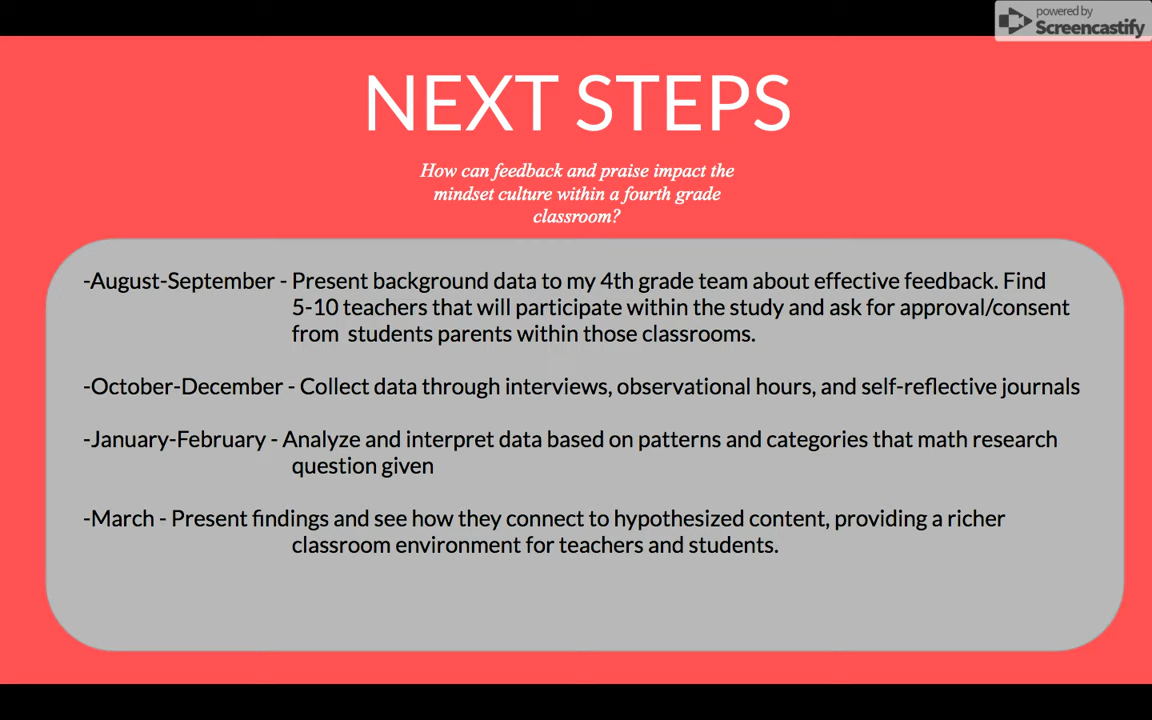 powered by
Screencastify
NEXT STEPS
How can feedback and praise impact the
mindset culture within a fourth grade
classroom?
-August-September - Present background data to my 4th grade team about effective feedback. Find
5-10 teachers that will participate within the study and ask for approval/consent
from  students parents within those classrooms.
-October-December - Collect data through interviews, observational hours, and self-reflective journals
-January-February - Analyze and interpret data based on patterns and categories that math research
question given
-March - Present findings and see how they connect to hypothesized content, providing a richer
classroom environment for teachers and students.